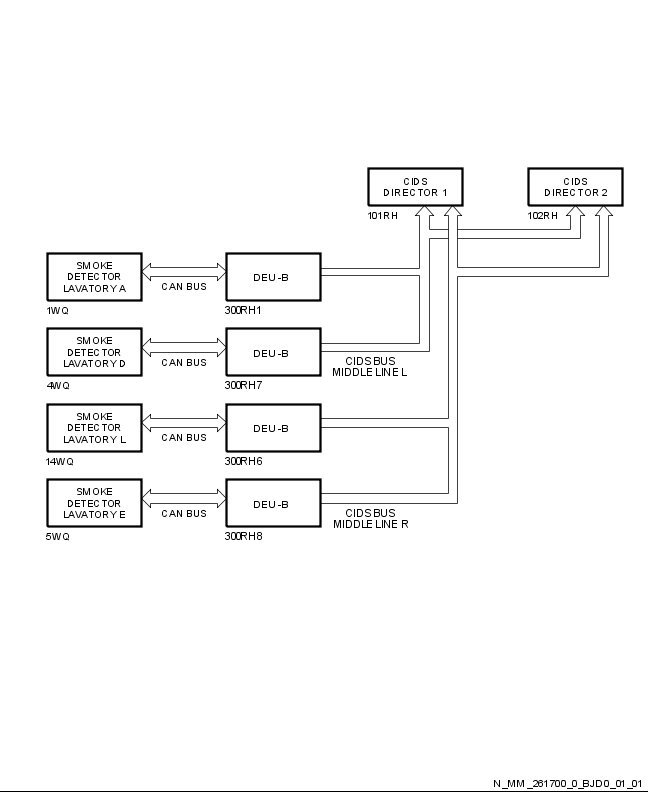 CIDS
DIRECTOR 1
CIDS
DIRECTOR 2
101RH
102RH
SMOKE
DETECTOR
LAVATORY A
CAN BUS
DEU-B
1WQ
300RH1
SMOKE
DETECTOR
LAVATORY D
CAN BUS
DEU-B
4WQ
300RH7
CIDS BUS
MIDDLE LINE L
SMOKE
DETECTOR
LAVATORY L
CAN BUS
DEU-B
14WQ
300RH6
SMOKE
DETECTOR
LAVATORY E
CAN BUS
DEU-B
5WQ
300RH8
CIDS BUS
MIDDLE LINE R
N_MM_261700_0_BJD0_01_01